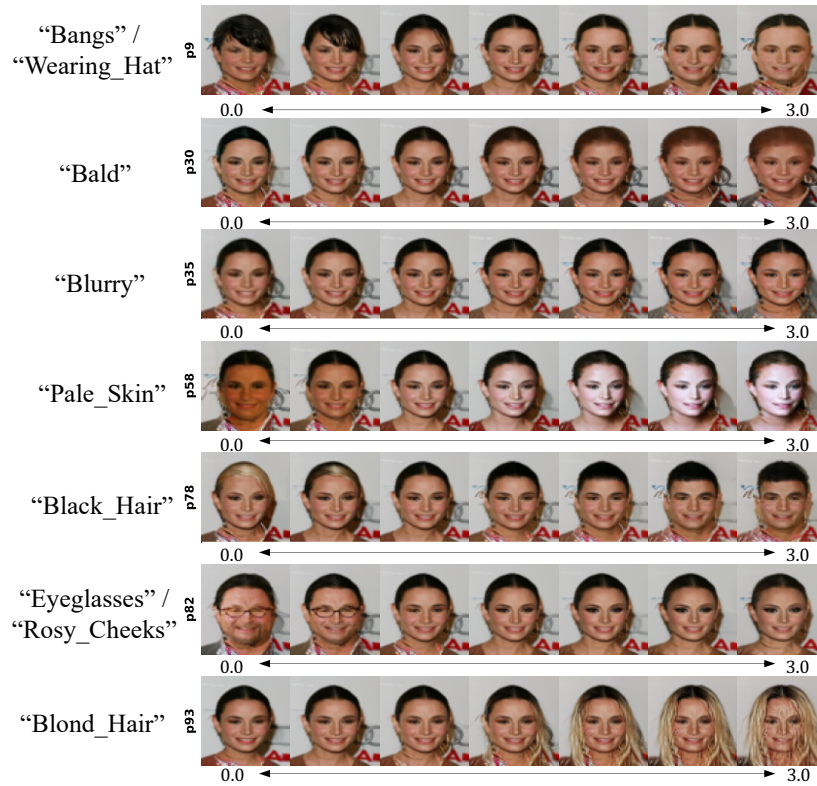 “Bangs” /
“Wearing_Hat”
p9
0.0 3.0
“Bald”
p30
0.0 3.0
“Blurry”
p35
0.0 3.0
“Pale_Skin”
p58
0.0 3.0
“Black_Hair”
p78
0.0 3.0
“Eyeglasses” /
“Rosy_Cheeks”
p82
0.0 3.0
“Blond_Hair”
p93
0.0 3.0